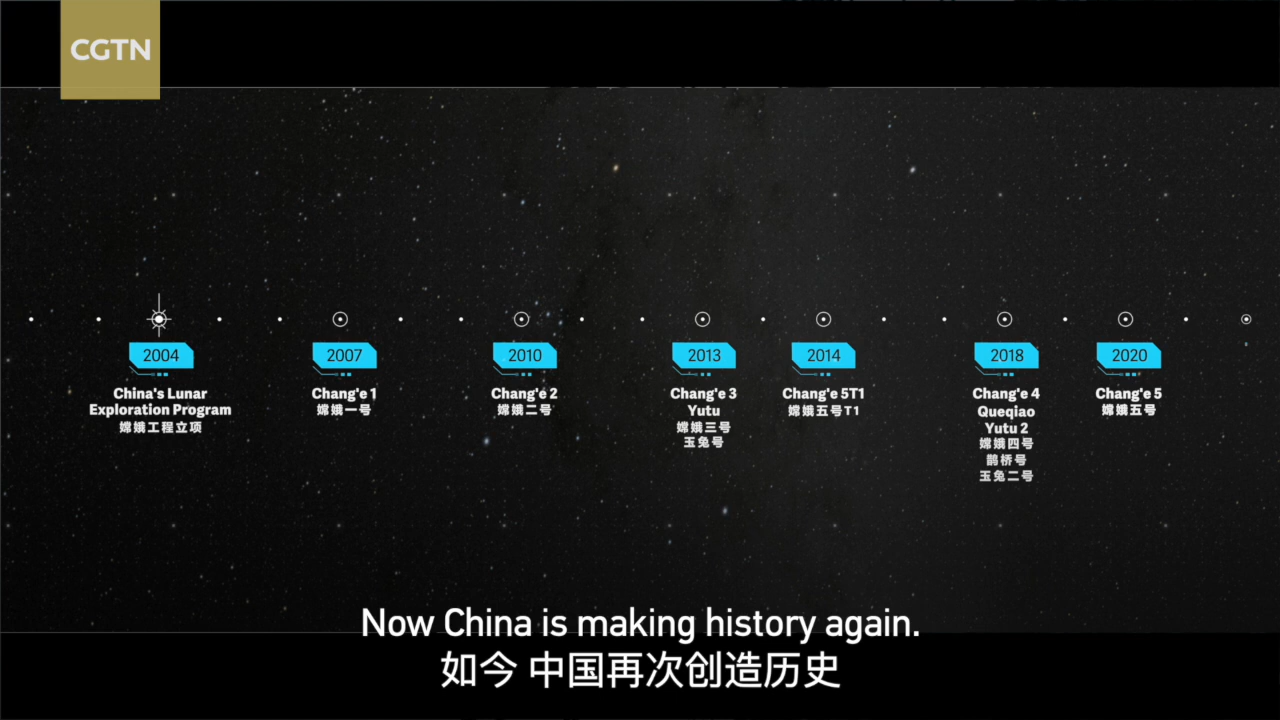 CGTN
2004
China's Lunar
Exploration Program
嫦娥工程立项
2007
Chang'e 1
嫦娥一号
2010
Chang'e 2
嫦娥二号
2013
Chang'e 3
Yutu
嫦娥三号
玉兔号
2014
Chang'e 5T1
嫦娥五号T1
2018
Chang'e 4
Queqiao
Yutu 2
嫦娥四号
鹊桥号
玉兔二号
2020
Chang'e 5
嫦娥五号
Now China is making history again.
如今 中国再次创造历史